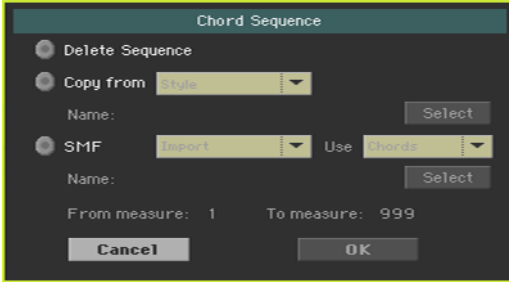 Chord Sequence
Delete Sequence
Copy from Style
Name: Select
SMF Import Use Chords
Name: Select
From measure: 1 To measure: 999
Cancel OK